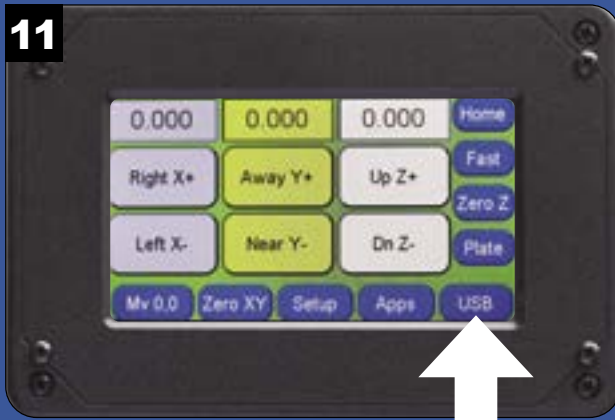 11
0.000 0.000 0.000 Home
Right X+ Away Y+ Up Z+ Fast
Zero Z
Left X- Near Y- Dn Z- Plate
Mv 0,0 Zero XY Setup Apps USB